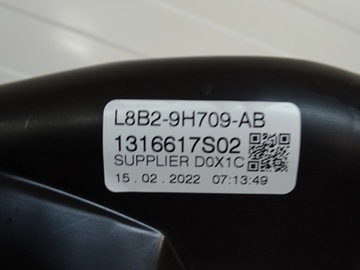 L8B2-9H709-AB
1316617S02
SUPPLIER D0X1C
15.02.2022 07:13:49